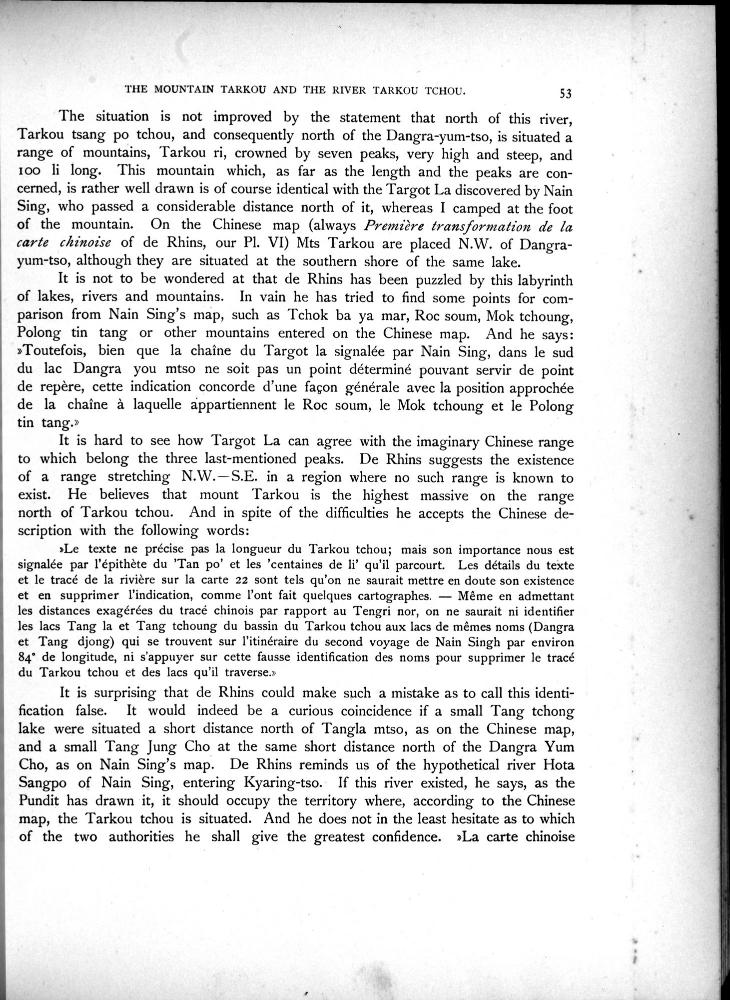 THE MOUNTAIN TARKOU AND THE RIVER TARKOU TCHOU. 53
The situation is not improved by the statement that north of this river,
Tarkou tsang po tchou, and consequently north of the Dangra-yum-tso, is situated a
range of mountains, Tarkou ri, crowned by seven peaks, very high and steep, and
100 li long. This mountain which, as far as the length and the peaks are con-
cerned, is rather well drawn is of course identical with the Targot La discovered by Nain
Sing, who passed a considerable distance north of it, whereas I camped at the foot
of the mountain. On the Chinese map (always Première transformation de la
carte chinoise of de Rhins, our Pl. VI) Mts Tarkou are placed N.W. of Dangra-
yum-tso, although they are situated at the southern shore of the same lake.
It is not to be wondered at that de Rhins has been puzzled by this labyrinth
of lakes, rivers and mountains. In vain he has tried to find some points for com-
parison from Nain Sing's map, such as Tchok ba ya mar, Roc soum, Mok tchoung,
Polong tin tang or other mountains entered on the Chinese map. And he says:
»Toutefois, bien que la chaîne du Targot la signalée par Nain Sing, dans le sud
du lac Dangra you mtso ne soit pas un point déterminé pouvant servir de point
de repère, cette indication concorde d'une façon générale avec la position approchée
de la chaîne à laquelle appartiennent le Roc soum, le Mok tchoung et le Polong
tin tang.»
It is hard to see how Targot La can agree with the imaginary Chinese range
to which belong the three last-mentioned peaks. De Rhins suggests the existence
of a range stretching N.W.—S.E. in a region where no such range is known to
exist. He believes that mount Tarkou is the highest massive on the range
north of Tarkou tchou. And in spite of the difficulties he accepts the Chinese de-
scription with the following words:
»Le texte ne précise pas la longueur du Tarkou tchou; mais son importance nous est
signalée par l'épithète du 'Tan po' et les 'centaines de li' qu'il parcourt. Les détails du texte
et le tracé de la rivière sur la carte 22 sont tels qu'on ne saurait mettre en doute son existence
et en supprimer l'indication, comme l'ont fait quelques cartographes. — Même en admettant
les distances exagérées du tracé chinois par rapport au Tengri nor, on ne saurait ni identifier
les lacs Tang la et Tang tchoung du bassin du Tarkou tchou aux lacs de mêmes noms (Dangra
et Tang djong) qui se trouvent sur l'itinéraire du second voyage de Nain Singh par environ
84° de longitude, ni s'appuyer sur cette fausse identification des noms pour supprimer le tracé
du Tarkou tchou et des lacs qu'il traverse.»
It is surprising that de Rhins could make such a mistake as to call this identi-
fication false. It would indeed be a curious coincidence if a small Tang tchong
lake were situated a short distance north of Tangla mtso, as on the Chinese map,
and a small Tang Jung Cho at the same short distance north of the Dangra Yum
Cho, as on Nain Sing's map. De Rhins reminds us of the hypothetical river Hota
Sangpo of Nain Sing, entering Kyaring-tso. If this river existed, he says, as the
Pundit has drawn it, it should occupy the territory where, according to the Chinese
map, the Tarkou tchou is situated. And he does not in the least hesitate as to which
of the two authorities he shall give the greatest confidence. »La carte chinoise